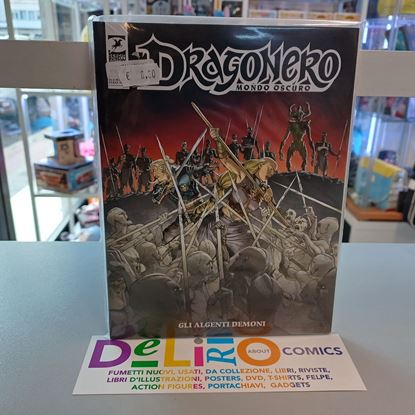 DRAGONERO
MONDO OSCURO
GLI ALGENTI DEMONI
DELIRIO ABOUT COMICS
FUMETTI NUOVI, USATI, DA COLLEZIONE, LIBRI, RIVISTE,
LIBRI D'ILLUSTRAZIONI, POSTERS, DVD, T-SHIRTS, FELPE,
ACTION FIGURES, PORTACHIAVI, GADGETS